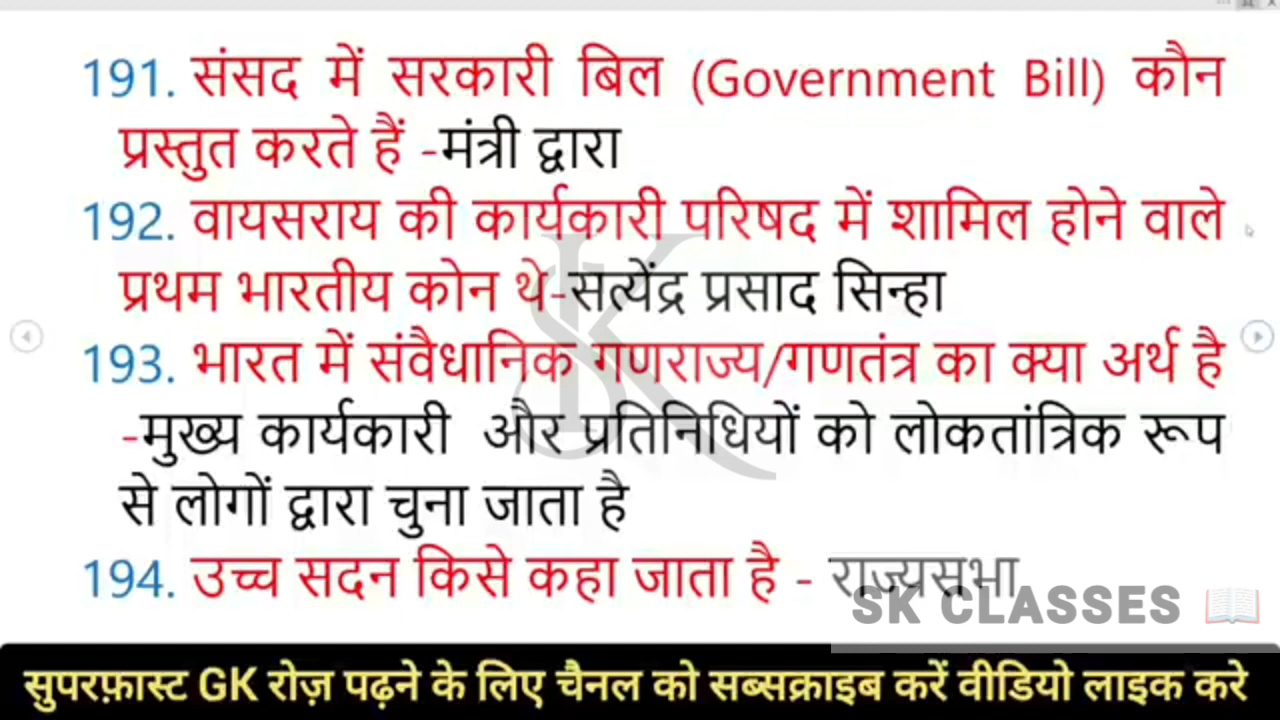 191. संसद में सरकारी बिल (Government Bill) कौन
प्रस्तुत करते हैं -मंत्री द्वारा
192. वायसराय की कार्यकारी परिषद में शामिल होने वाले
प्रथम भारतीय कोन थे-सत्येंद्र प्रसाद सिन्हा
193. भारत में संवैधानिक गणराज्य/गणतंत्र का क्या अर्थ है
-मुख्य कार्यकारी और प्रतिनिधियों को लोकतांत्रिक रूप
से लोगों द्वारा चुना जाता है
194. उच्च सदन किसे कहा जाता है - राज्यसभा
SK CLASSES
सुपरफ़ास्ट GK रोज़ पढ़ने के लिए चैनल को सब्सक्राइब करें वीडियो लाइक करे
SK